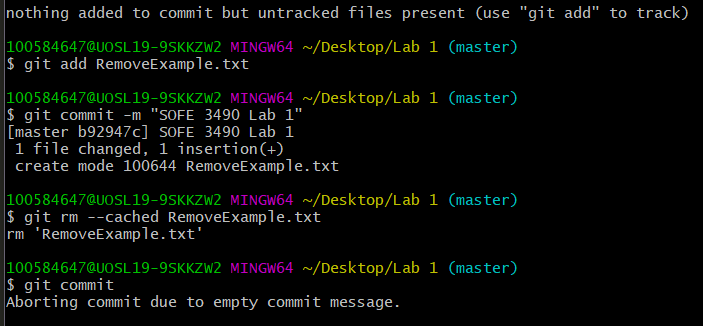 nothing added to commit but untracked files present (use "git add" to track)
100584647@UOSL19-9SKKZW2 MINGW64 ~/Desktop/Lab 1 (master)
$ git add RemoveExample.txt
100584647@UOSL19-9SKKZW2 MINGW64 ~/Desktop/Lab 1 (master)
$ git commit -m "SOFE 3490 Lab 1"
[master b92947c] SOFE 3490 Lab 1
 1 file changed, 1 insertion(+)
 create mode 100644 RemoveExample.txt
100584647@UOSL19-9SKKZW2 MINGW64 ~/Desktop/Lab 1 (master)
$ git rm --cached RemoveExample.txt
rm 'RemoveExample.txt'
100584647@UOSL19-9SKKZW2 MINGW64 ~/Desktop/Lab 1 (master)
$ git commit
Aborting commit due to empty commit message.